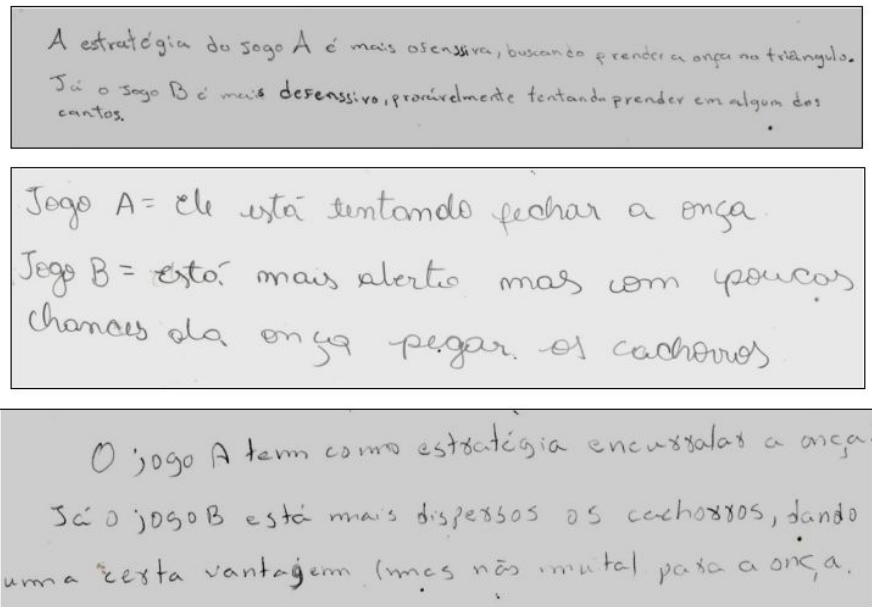 A estratégia do jogo A é mais ofenssiva, buscando prender a onça no triângulo.
Já o jogo B é mais defenssivo, provávelmente tentando prender em algum dos
cantos.
Jogo A = ele está tentando fechar a onça
Jogo B = está mais aberto mas com poucas
chances da onça pegar os cachorros
O jogo A tem como estratégia encurralar a onça.
Já o jogo B está mais dispersos os cachorros, dando
uma certa vantagem (mas não muita) para a onça.